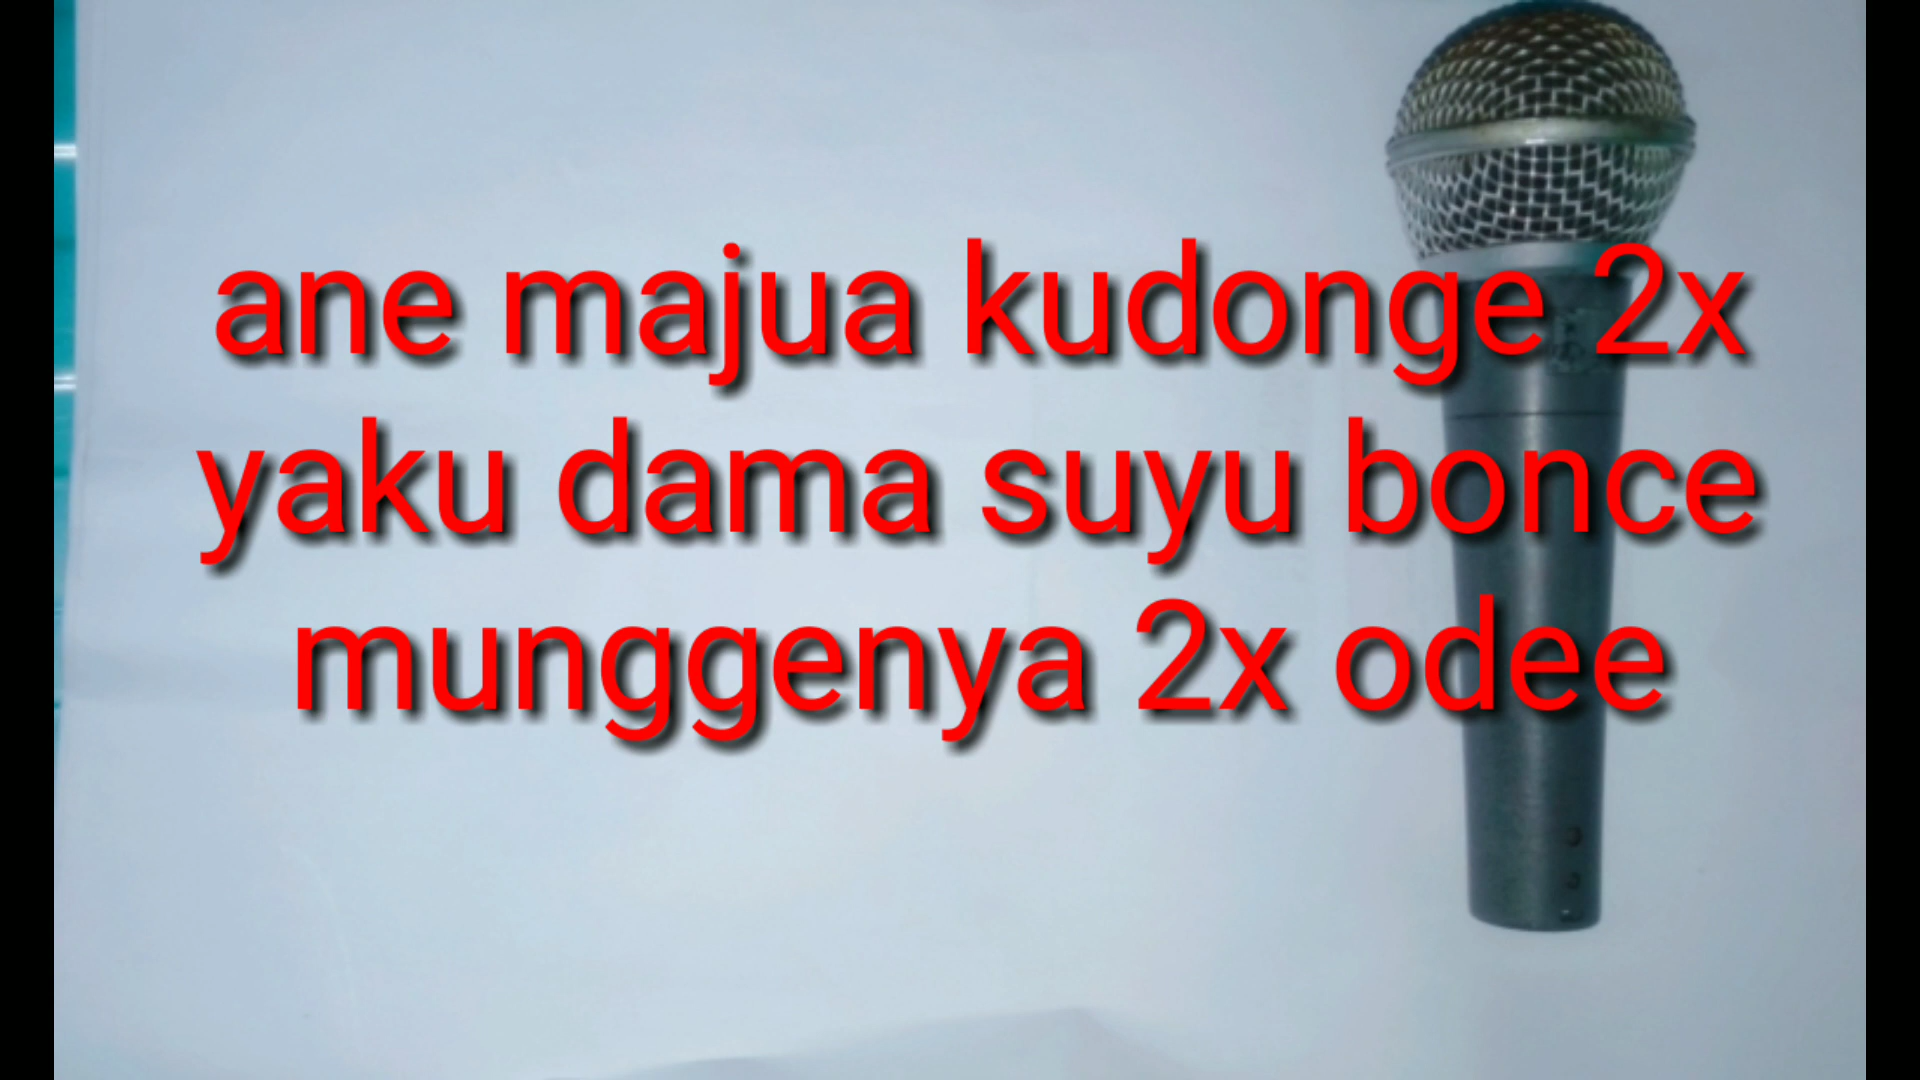 ane majua kudonge 2x
yaku dama suyu bonce
munggenya 2x odee